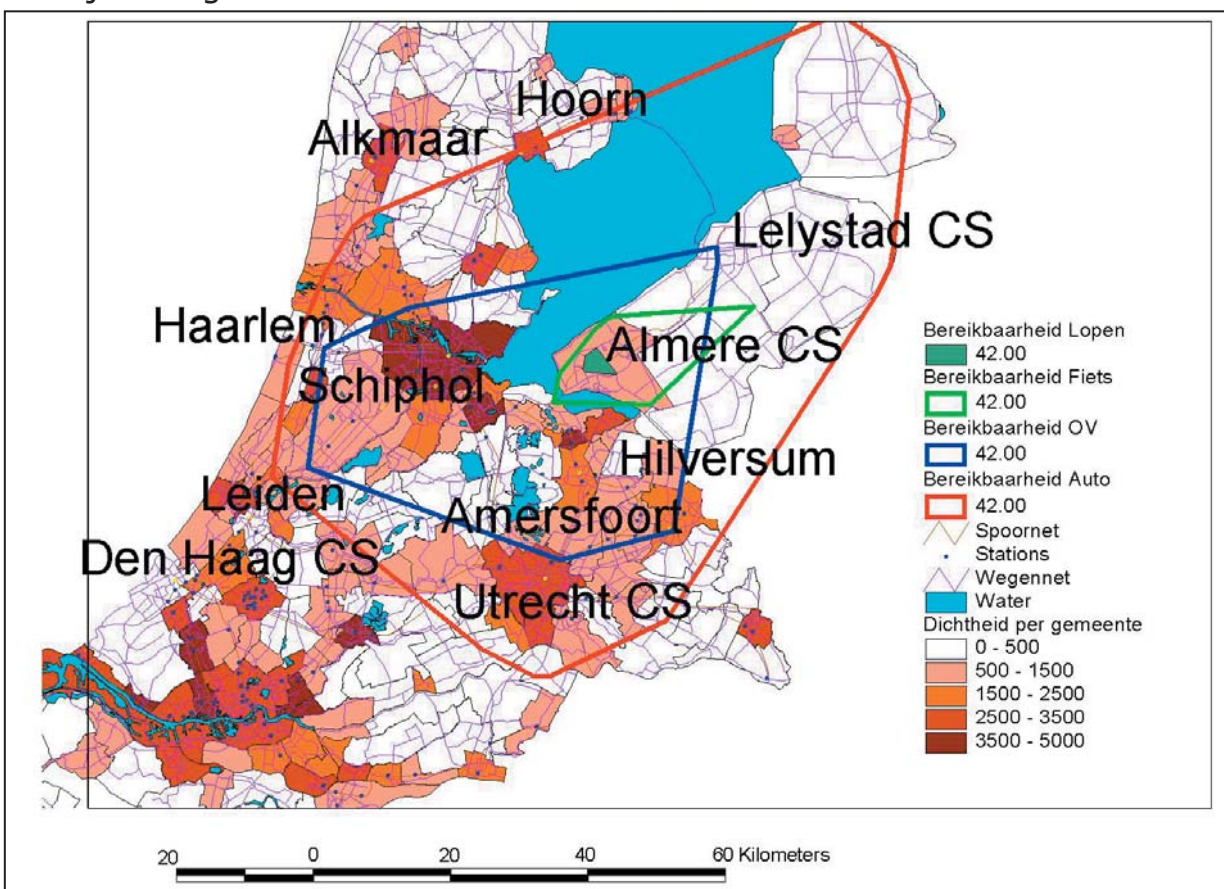 Hoorn
Alkmaar
Lelystad CS
Haarlem
Almere CS
Schiphol
Hilversum
Leiden
Amersfoort
Den Haag CS
Utrecht CS
Bereikbaarheid Lopen
42.00
Bereikbaarheid Fiets
42.00
Bereikbaarheid OV
42.00
Bereikbaarheid Auto
42.00
Spoornet
Stations
Wegennet
Water
Dichtheid per gemeente
0 - 500
500 - 1500
1500 - 2500
2500 - 3500
3500 - 5000
20 0 20 40 60 Kilometers